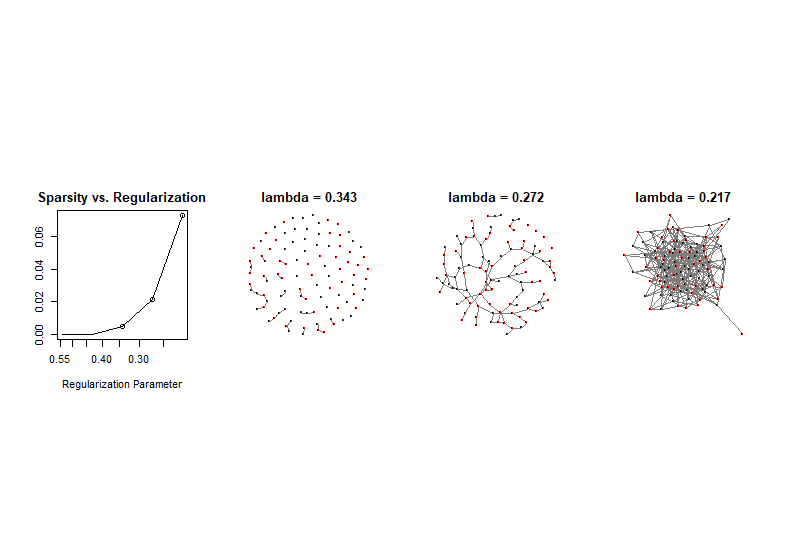 Sparsity vs. Regularization
0.06
0.04
0.02
0.00
0.55 0.40 0.30
Regularization Parameter
lambda = 0.343
lambda = 0.272
lambda = 0.217